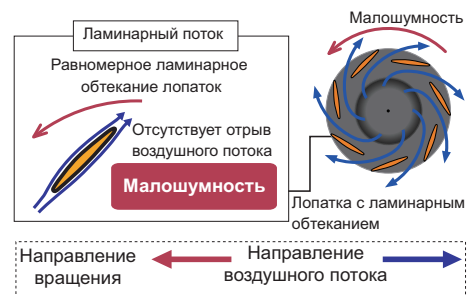 Ламинарный поток
Равномерное ламинарное
обтекание лопаток
Отсутствует отрыв
воздушного потока
Малошумность
Малошумность
Лопатка с ламинарным
обтеканием
Направление
вращения
Направление
воздушного потока